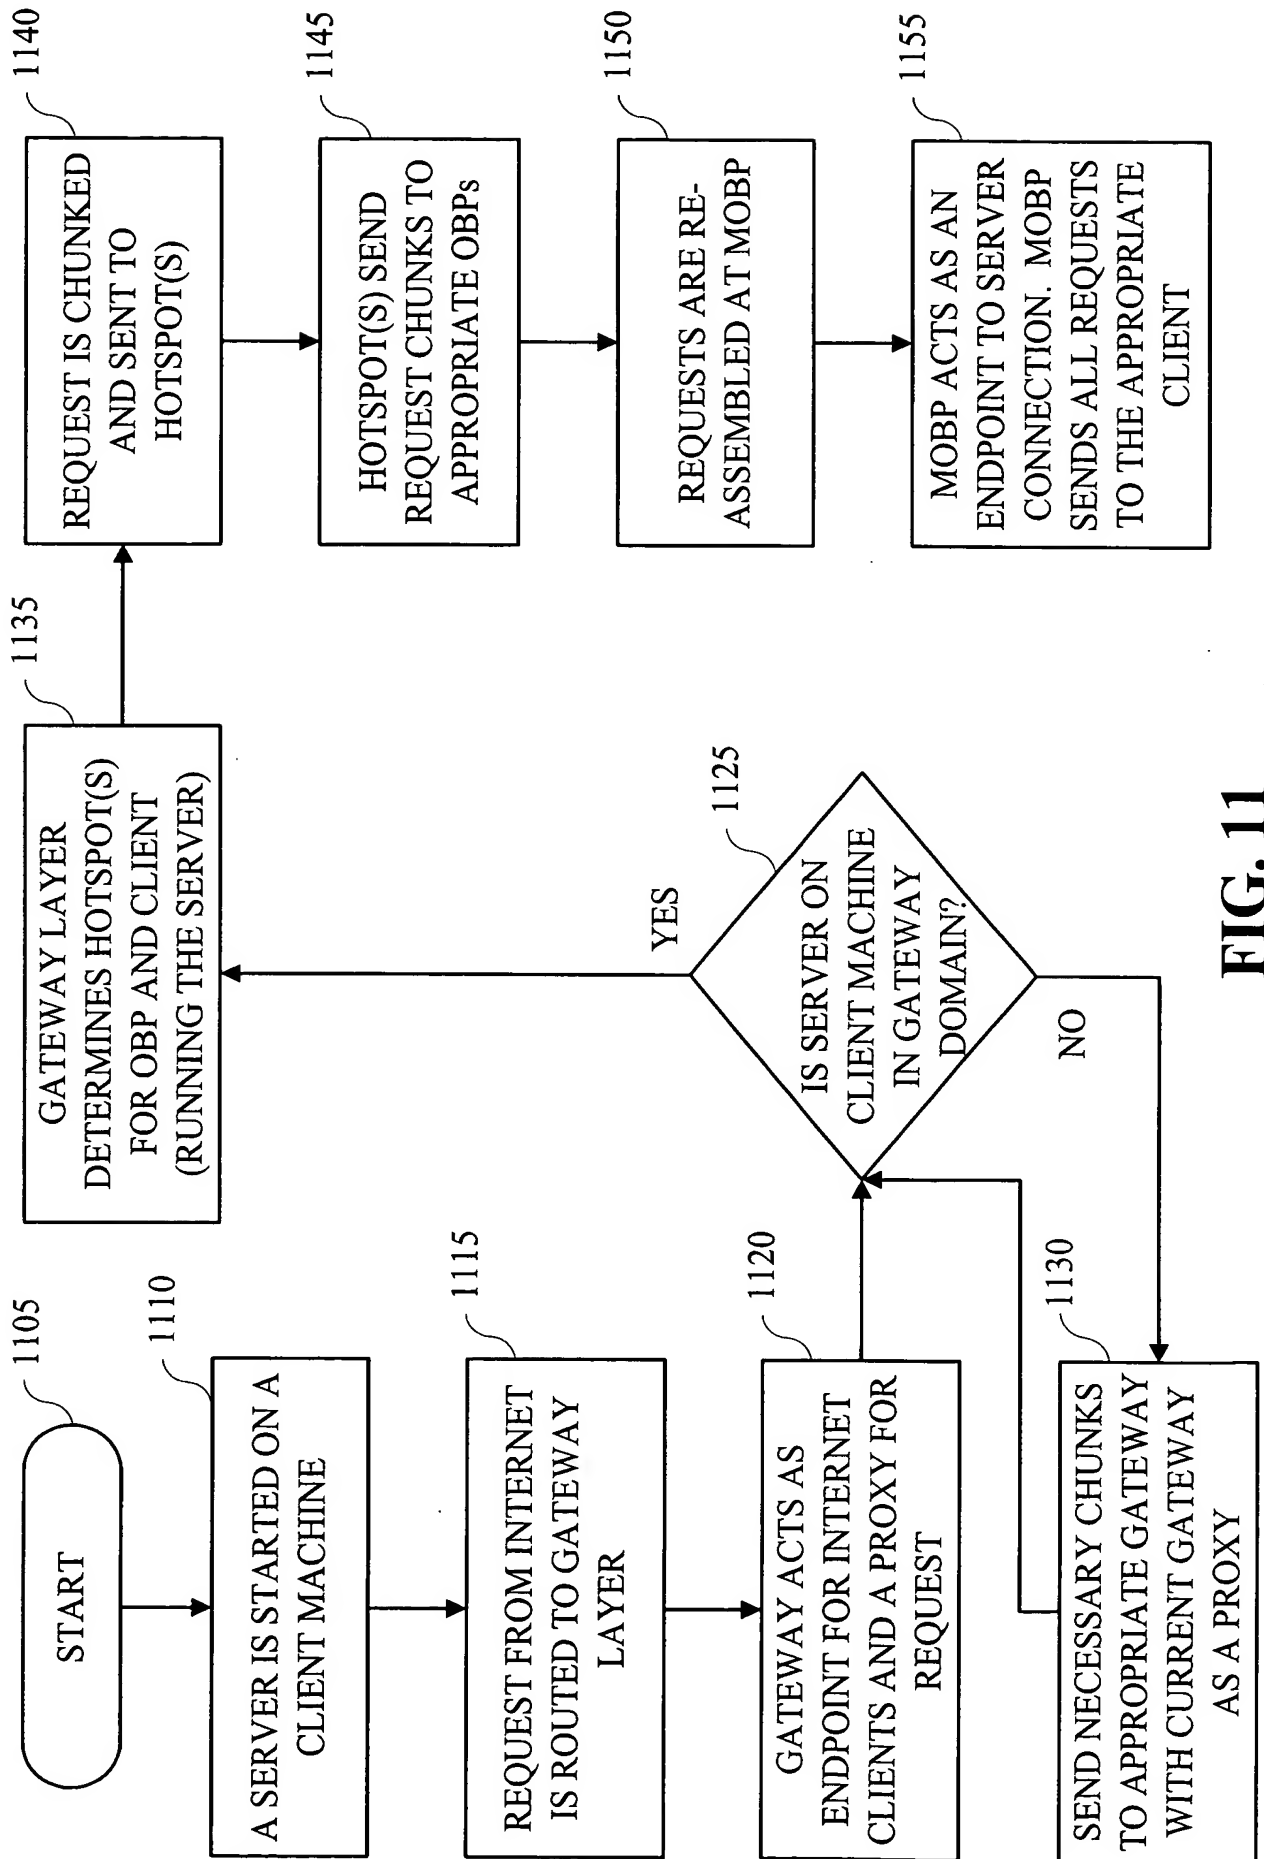 1105
START
1110
A SERVER IS STARTED ON A
CLIENT MACHINE
1115
REQUEST FROM INTERNET
IS ROUTED TO GATEWAY
LAYER
1120
GATEWAY ACTS AS
ENDPOINT FOR INTERNET
CLIENTS AND A PROXY FOR
REQUEST
1125
IS SERVER ON
CLIENT MACHINE
IN GATEWAY
DOMAIN?
YES
NO
1130
SEND NECESSARY CHUNKS
TO APPROPRIATE GATEWAY
WITH CURRENT GATEWAY
AS A PROXY
1135
GATEWAY LAYER
DETERMINES HOTSPOT(S)
FOR OBP AND CLIENT
(RUNNING THE SERVER)
1140
REQUEST IS CHUNKED
AND SENT TO
HOTSPOT(S)
1145
HOTSPOT(S) SEND
REQUEST CHUNKS TO
APPROPRIATE OBPs
1150
REQUESTS ARE RE-
ASSEMBLED AT MOBP
1155
MOBP ACTS AS AN
ENDPOINT TO SERVER
CONNECTION. MOBP
SENDS ALL REQUESTS
TO THE APPROPRIATE
CLIENT
FIG. 11